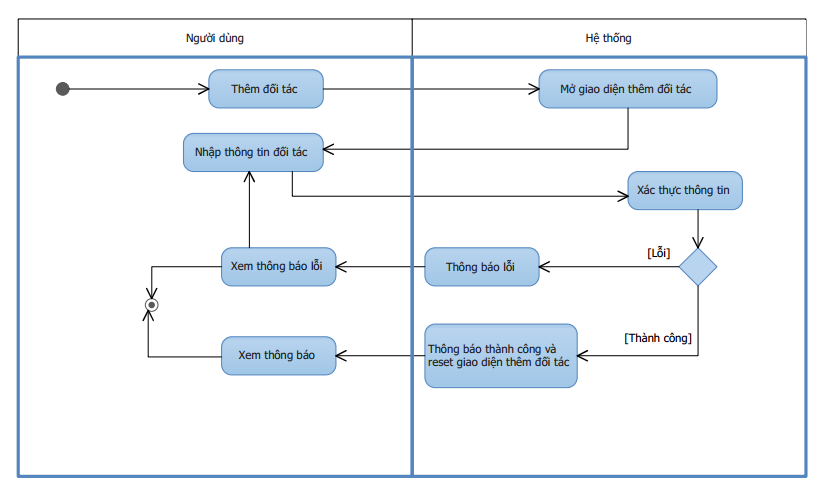 Người dùng
Hệ thống
Thêm đối tác
Mở giao diện thêm đối tác
Nhập thông tin đối tác
Xác thực thông tin
[Lỗi]
Xem thông báo lỗi
Thông báo lỗi
[Thành công]
Xem thông báo
Thông báo thành công và
reset giao diện thêm đối tác